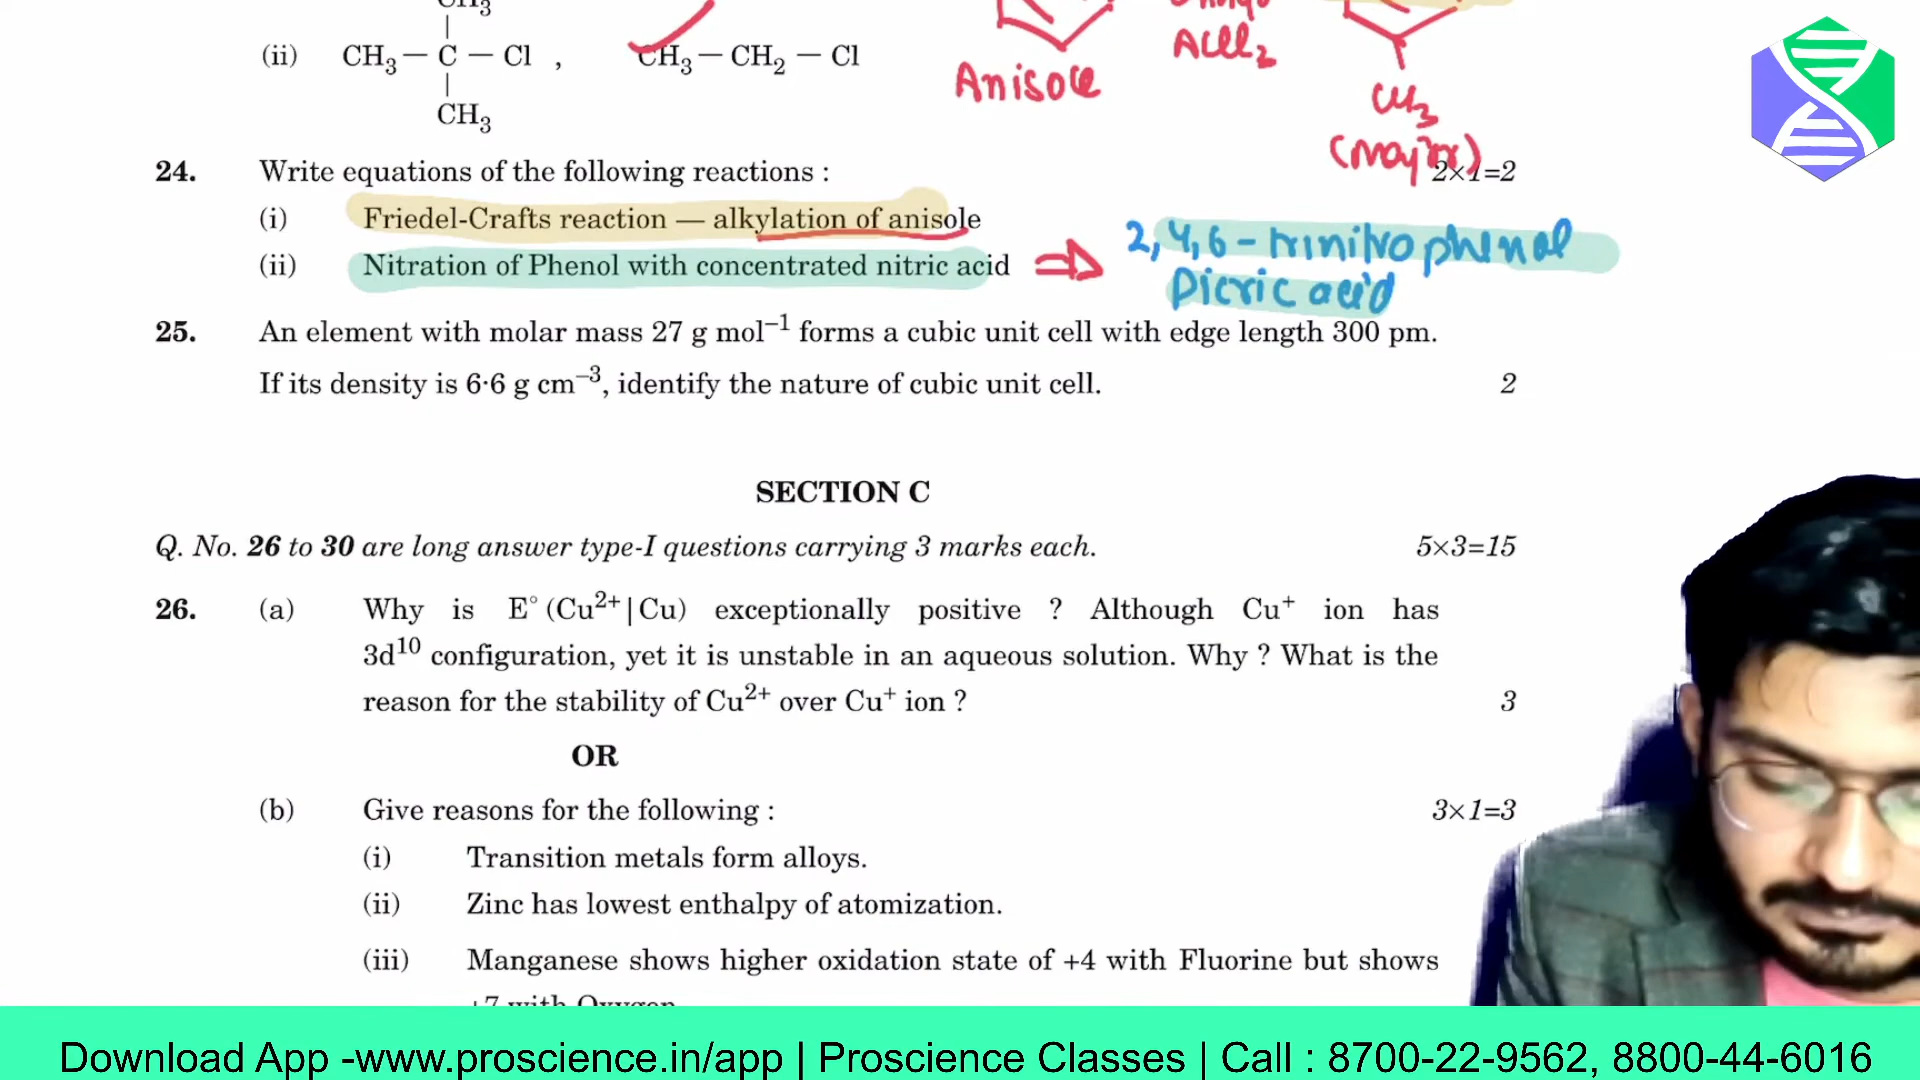 CH3
(ii) CH3 — C — Cl , CH3 — CH2 — Cl
CH3
Anisole
CH3
(major)
24. Write equations of the following reactions : 2×1=2
(i) Friedel-Crafts reaction — alkylation of anisole
(ii) Nitration of Phenol with concentrated nitric acid ⇒ 2,4,6-trinitrophenol
Picric acid
25. An element with molar mass 27 g mol–1 forms a cubic unit cell with edge length 300 pm.
If its density is 6·6 g cm–3, identify the nature of cubic unit cell. 2
SECTION C
Q. No. 26 to 30 are long answer type-I questions carrying 3 marks each. 5×3=15
26. (a) Why is E° (Cu2+|Cu) exceptionally positive ? Although Cu+ ion has
3d10 configuration, yet it is unstable in an aqueous solution. Why ? What is the
reason for the stability of Cu2+ over Cu+ ion ? 3
OR
(b) Give reasons for the following : 3×1=3
(i) Transition metals form alloys.
(ii) Zinc has lowest enthalpy of atomization.
(iii) Manganese shows higher oxidation state of +4 with Fluorine but shows
+7 with Oxygen
Download App -www.proscience.in/app | Proscience Classes | Call : 8700-22-9562, 8800-44-6016